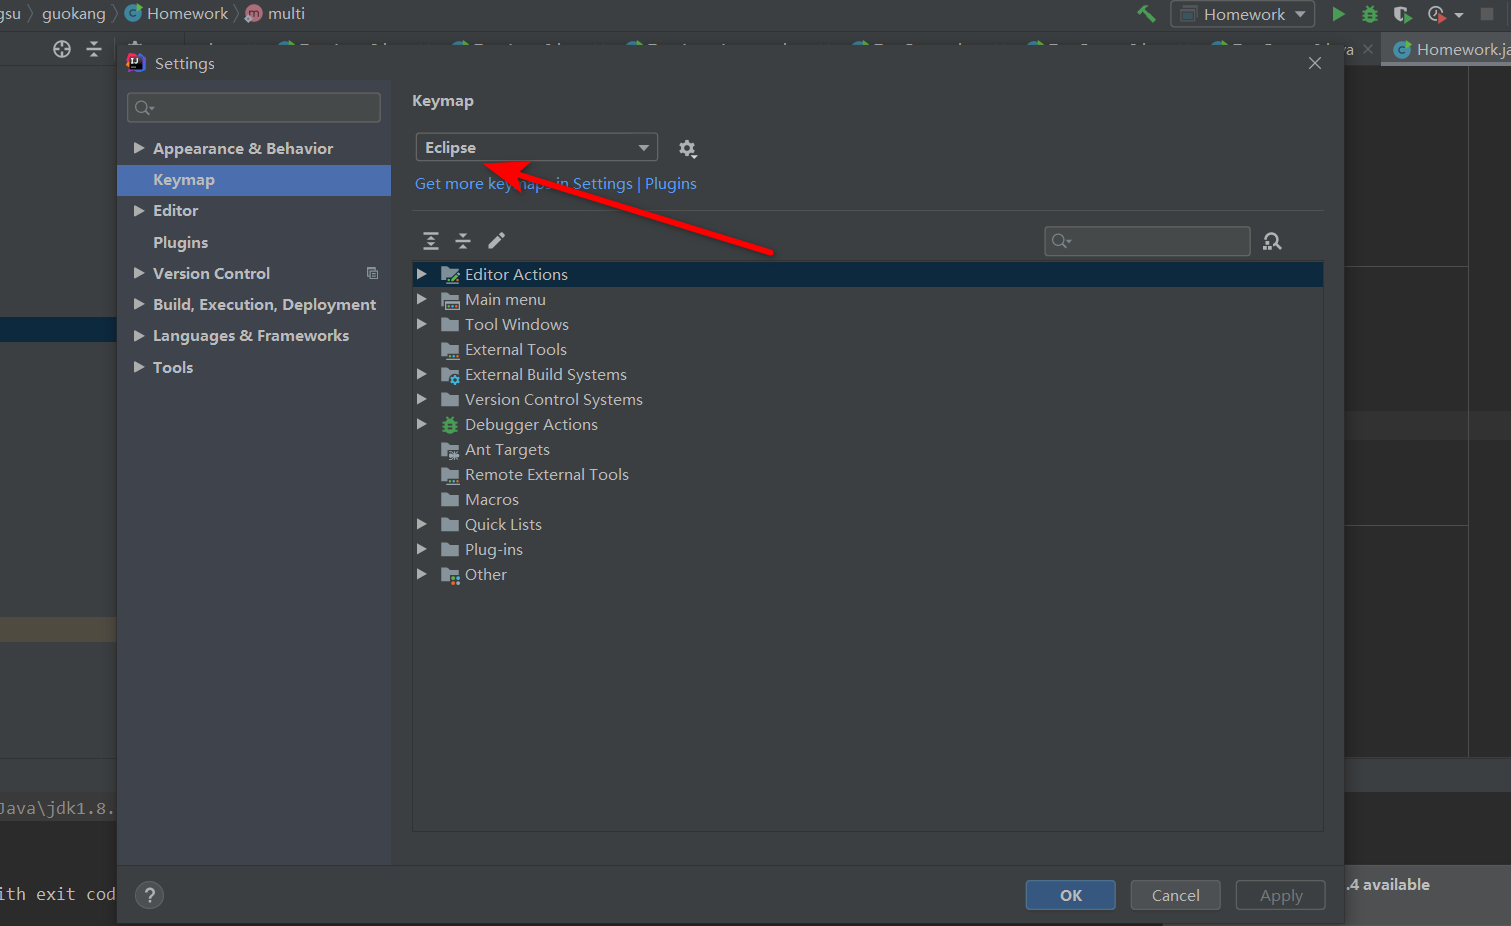 gsu guokang Homework multi
Homework
Homework.ja
Settings
Keymap
Eclipse
Get more keymaps in Settings | Plugins
Appearance & Behavior
Keymap
Editor
Plugins
Version Control
Build, Execution, Deployment
Languages & Frameworks
Tools
Editor Actions
Main menu
Tool Windows
External Tools
External Build Systems
Version Control Systems
Debugger Actions
Ant Targets
Remote External Tools
Macros
Quick Lists
Plug-ins
Other
Java\jdk1.8.
ith exit cod
.4 available
?
OK
Cancel
Apply